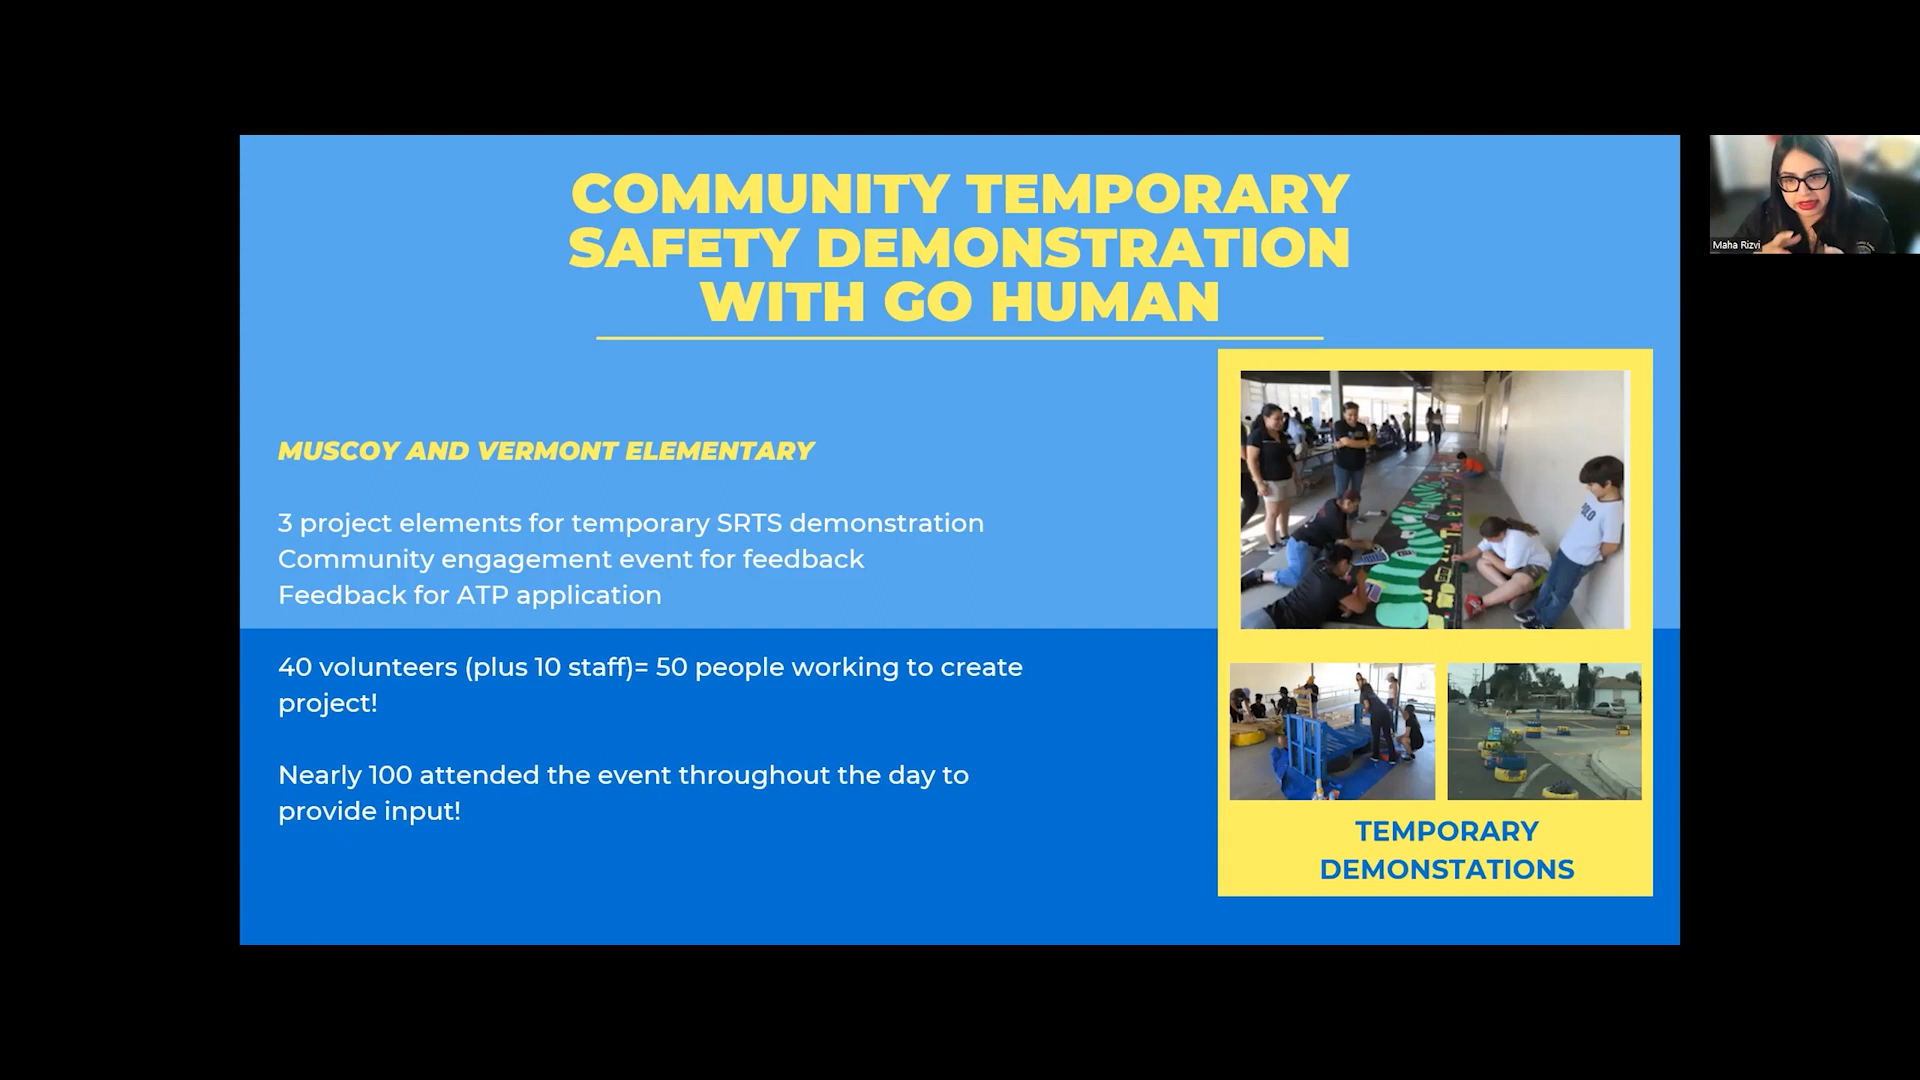 COMMUNITY TEMPORARY
SAFETY DEMONSTRATION
WITH GO HUMAN
MUSCOY AND VERMONT ELEMENTARY
3 project elements for temporary SRTS demonstration
Community engagement event for feedback
Feedback for ATP application
40 volunteers (plus 10 staff)= 50 people working to create
project!
Nearly 100 attended the event throughout the day to
provide input!
TEMPORARY
DEMONSTATIONS
Maha Rizvi